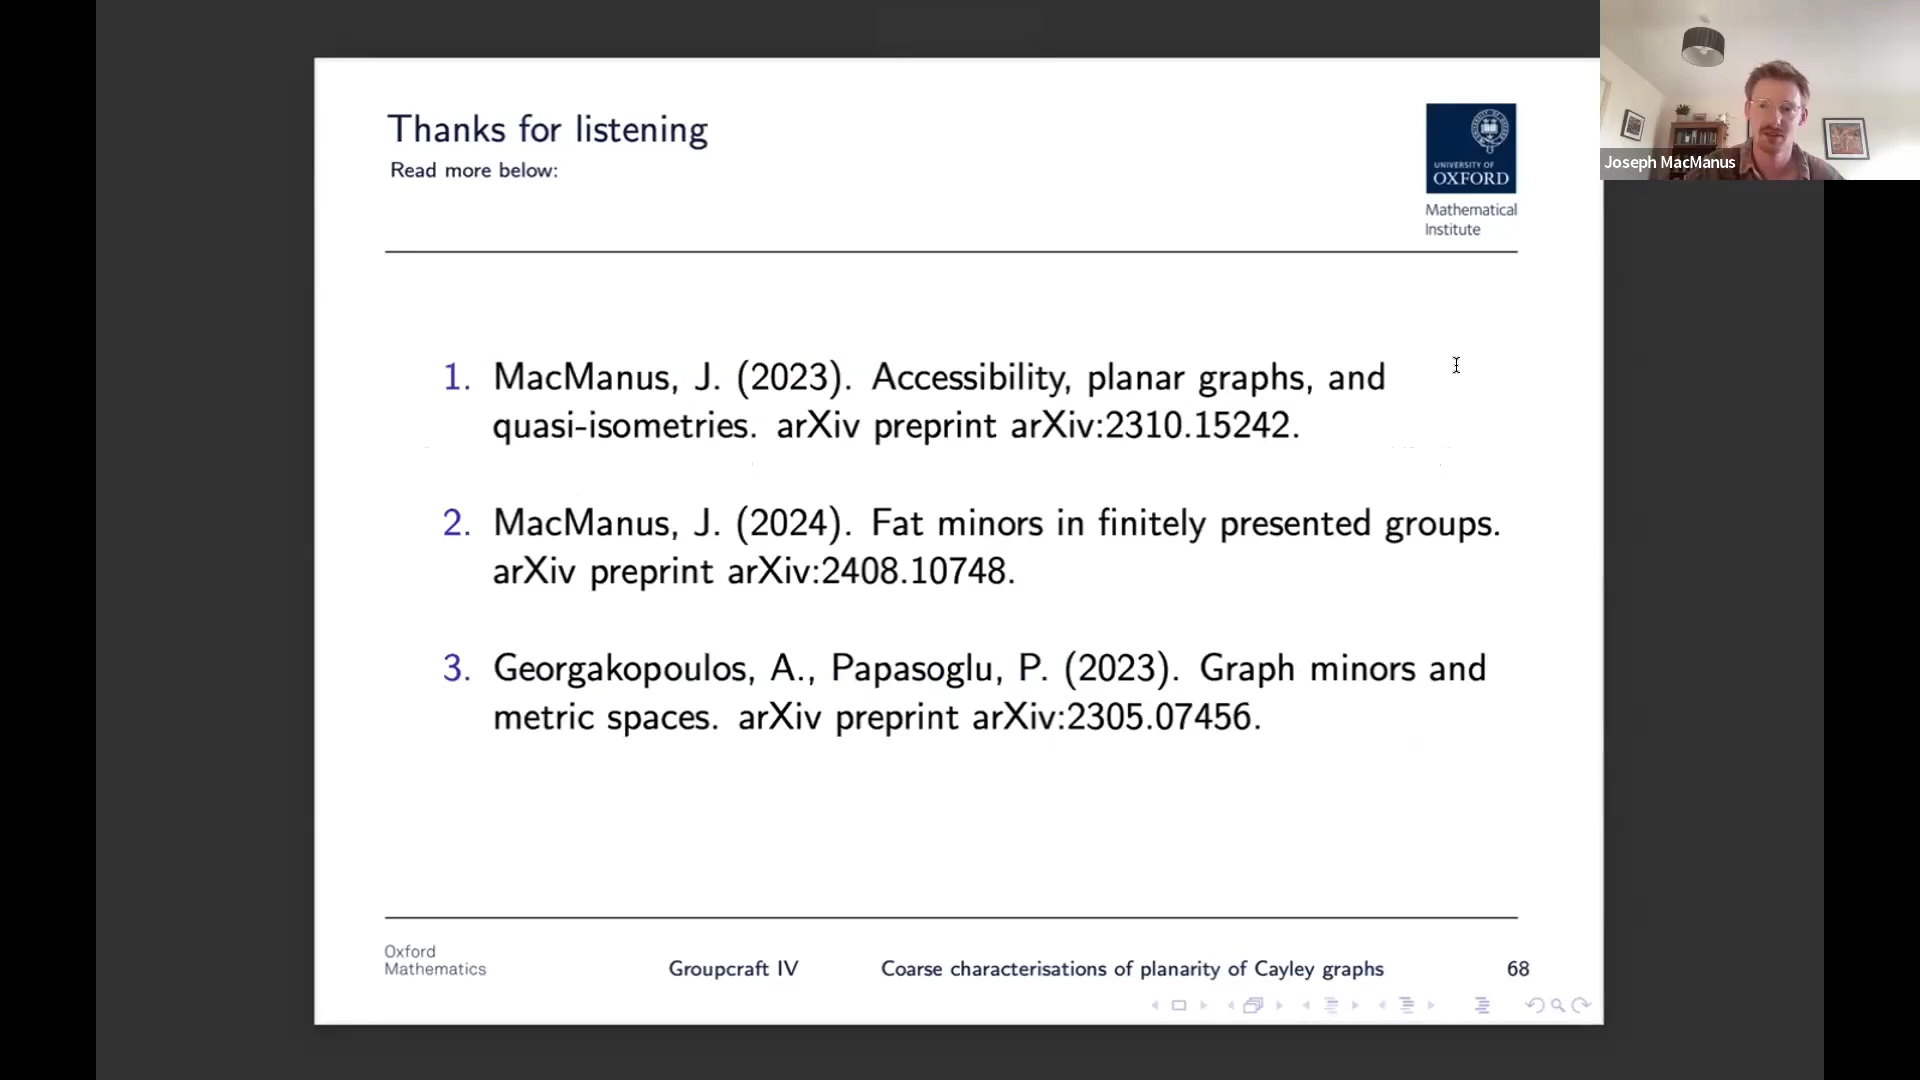 Thanks for listening
Read more below:
UNIVERSITY OF
OXFORD
Mathematical
Institute
Joseph MacManus
1. MacManus, J. (2023). Accessibility, planar graphs, and
quasi-isometries. arXiv preprint arXiv:2310.15242.
2. MacManus, J. (2024). Fat minors in finitely presented groups.
arXiv preprint arXiv:2408.10748.
3. Georgakopoulos, A., Papasoglu, P. (2023). Graph minors and
metric spaces. arXiv preprint arXiv:2305.07456.
Oxford
Mathematics
Groupcraft IV
Coarse characterisations of planarity of Cayley graphs
68